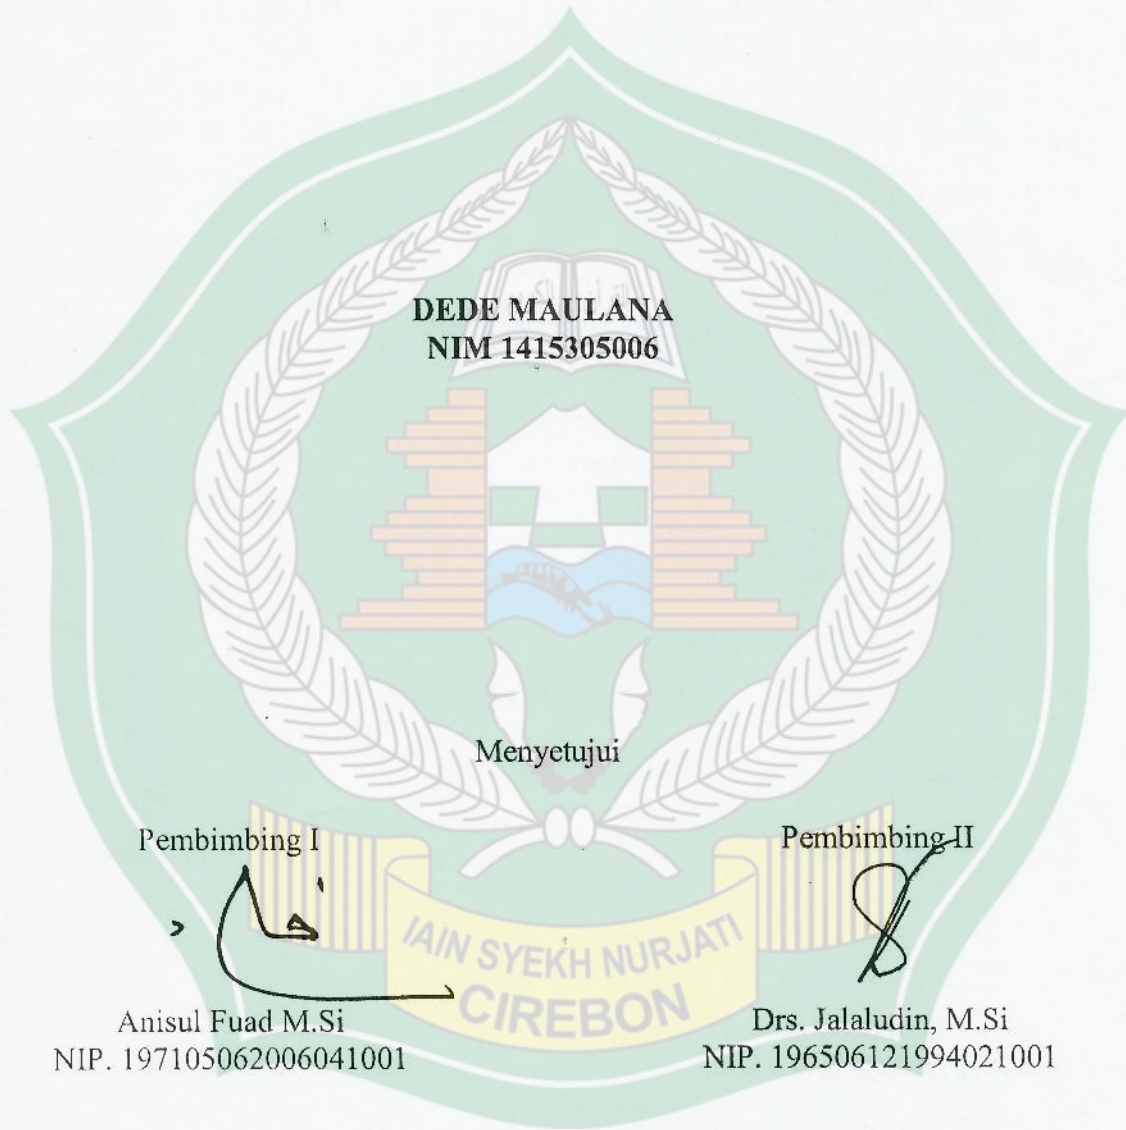 DEDE MAULANA
NIM 1415305006
Menyetujui
Pembimbing I
Pembimbing II
Anisul Fuad M.Si
NIP. 197105062006041001
Drs. Jalaludin, M.Si
NIP. 196506121994021001
IAIN SYEKH NURJATI
CIREBON